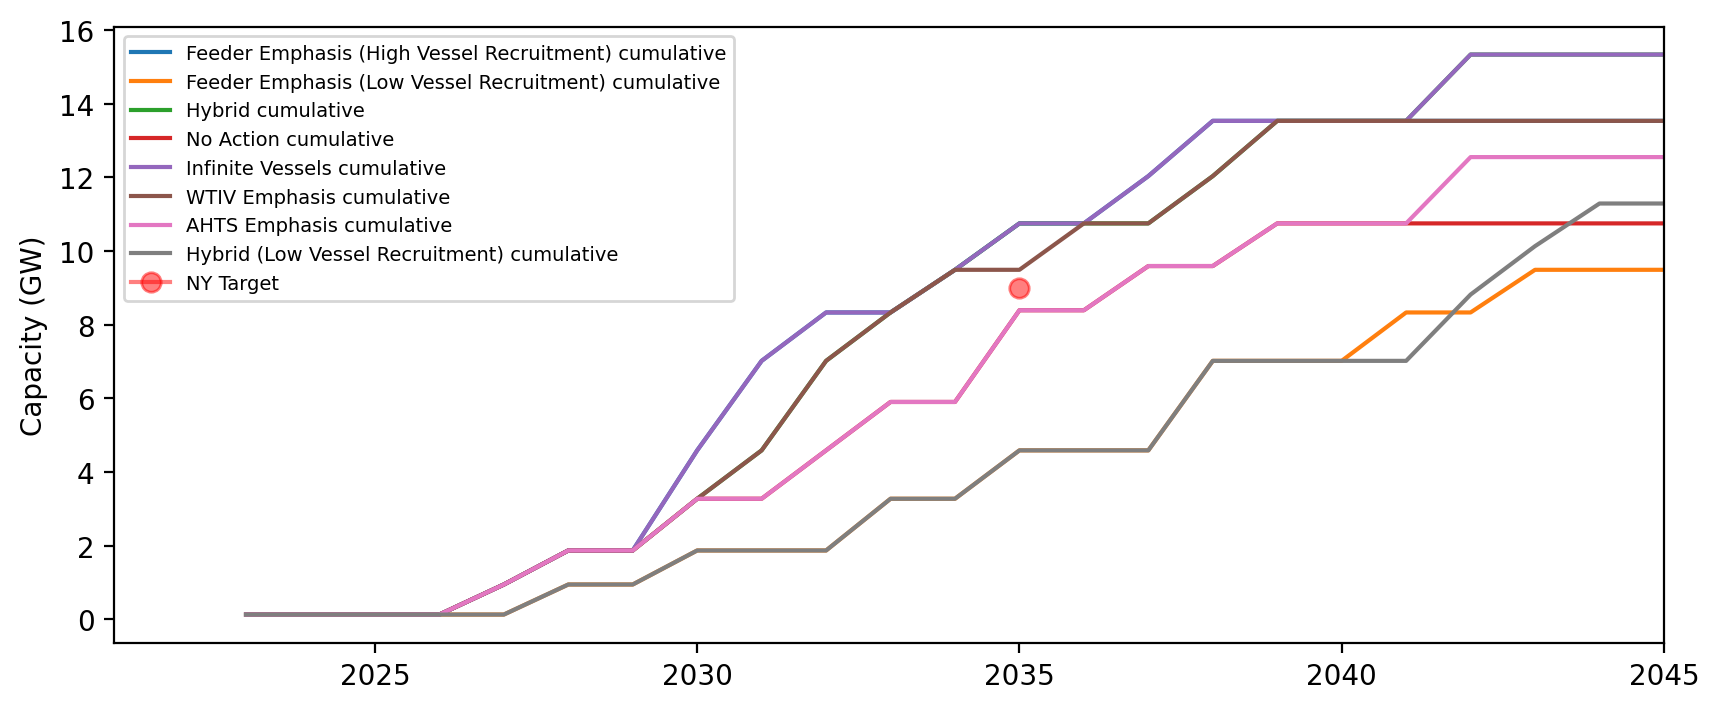 16
14
12
10
8
6
4
2
0
Capacity (GW)
Feeder Emphasis (High Vessel Recruitment) cumulative
Feeder Emphasis (Low Vessel Recruitment) cumulative
Hybrid cumulative
No Action cumulative
Infinite Vessels cumulative
WTIV Emphasis cumulative
AHTS Emphasis cumulative
Hybrid (Low Vessel Recruitment) cumulative
NY Target
2025 2030 2035 2040 2045